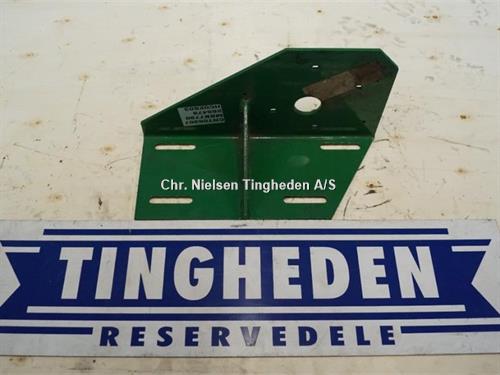 Chr. Nielsen Tingheden A/S
TINGHEDEN
RESERVEDELE